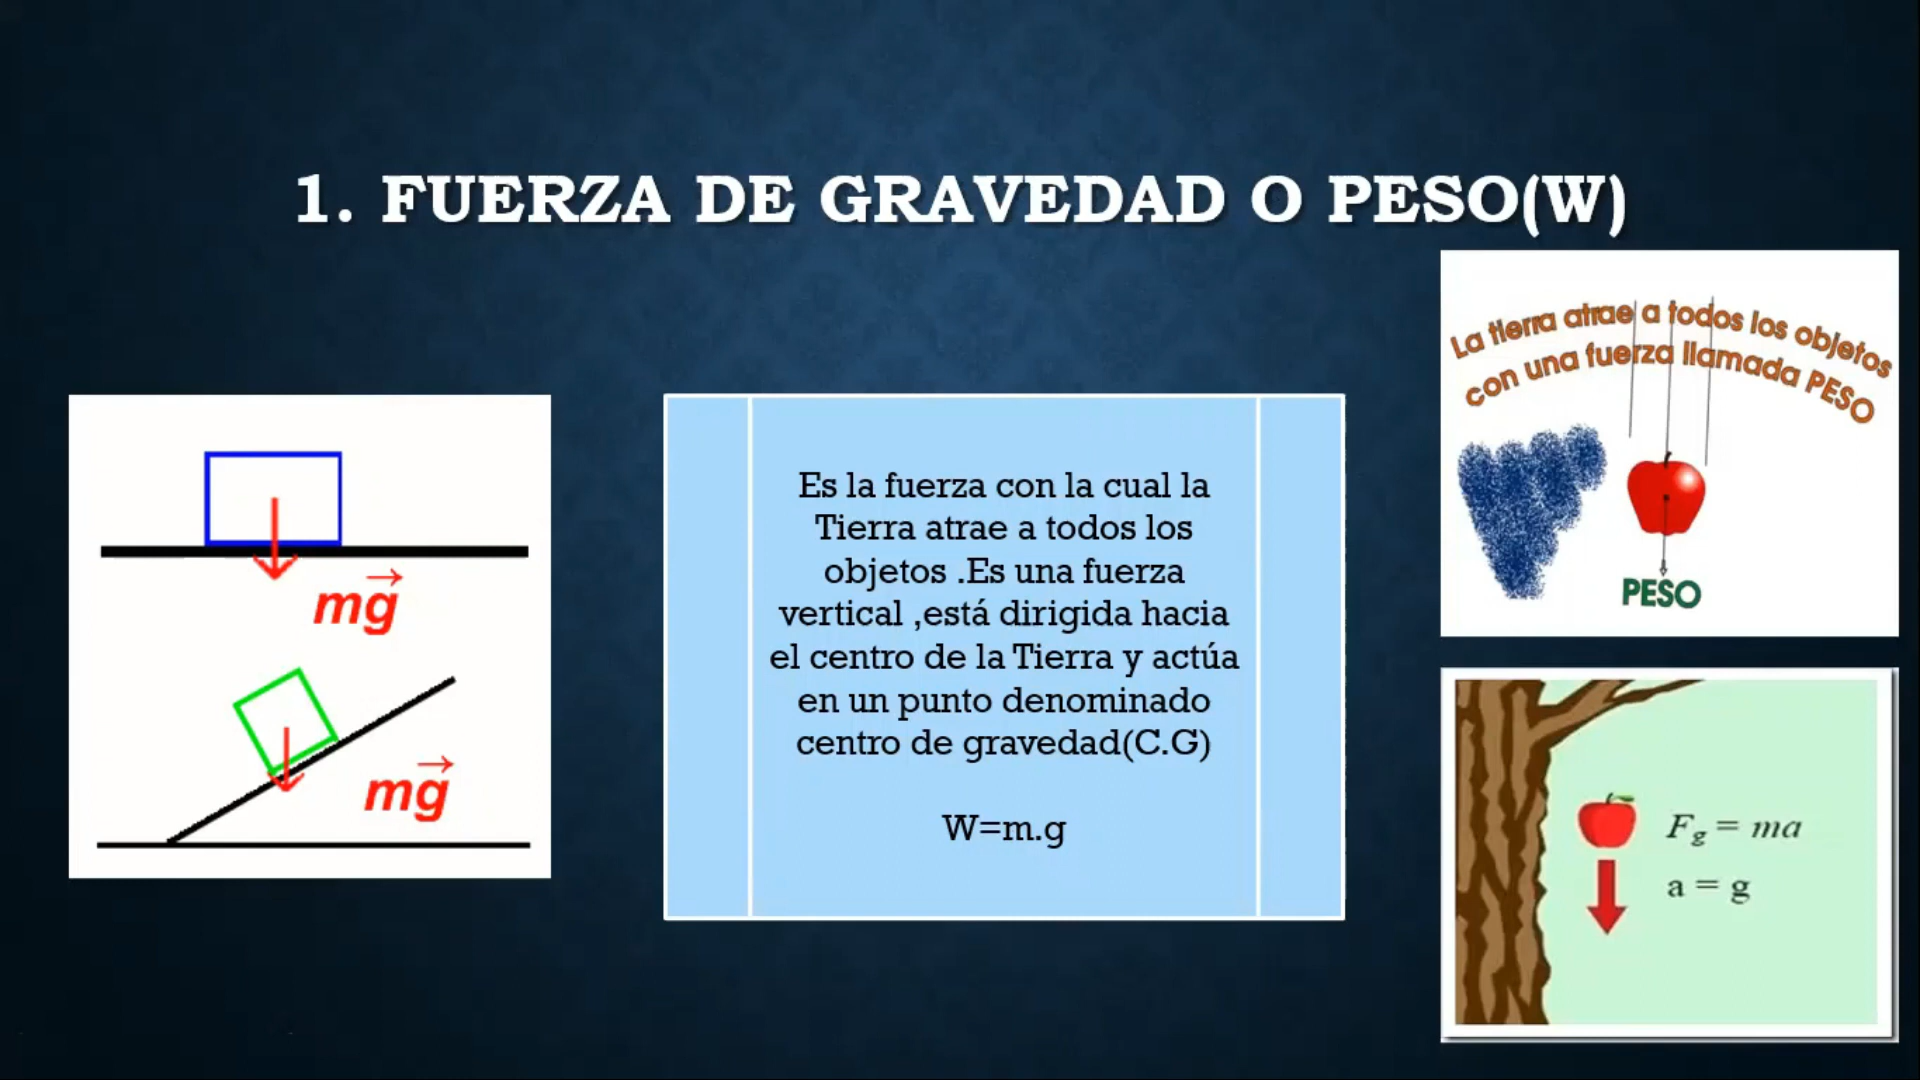 1. FUERZA DE GRAVEDAD O PESO(W)
mg
mg
Es la fuerza con la cual la
Tierra atrae a todos los
objetos .Es una fuerza
vertical ,está dirigida hacia
el centro de la Tierra y actúa
en un punto denominado
centro de gravedad(C.G)
W=m.g
La tierra atrae a todos los objetos
con una fuerza llamada PESO
PESO
Fg = ma
a = g